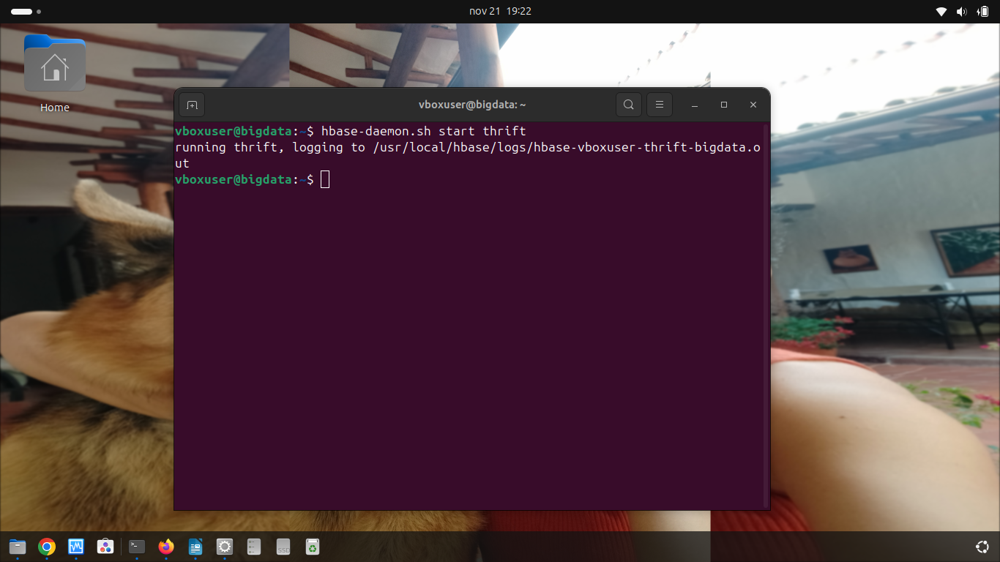 nov 21 19:22
Home
vboxuser@bigdata: ~
vboxuser@bigdata:~$ hbase-daemon.sh start thrift
running thrift, logging to /usr/local/hbase/logs/hbase-vboxuser-thrift-bigdata.o
ut
vboxuser@bigdata:~$
SSD